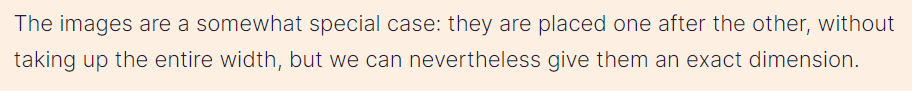 The images are a somewhat special case: they are placed one after the other, without
taking up the entire width, but we can nevertheless give them an exact dimension.